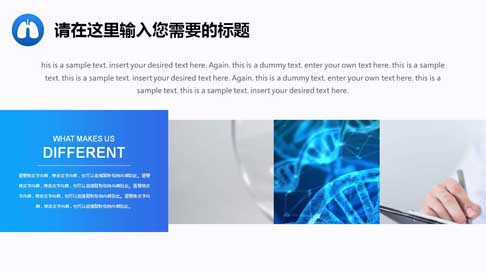 请在这里输入您需要的标题
his is a sample text. insert your desired text here. Again. this is a dummy text. enter your own text here. this is a sample
text. this is a sample text. insert your desired text here. Again. this is a dummy text. enter your own text here. this is a
sample text. this is a sample text. insert your desired text here.
WHAT MAKES US
DIFFERENT